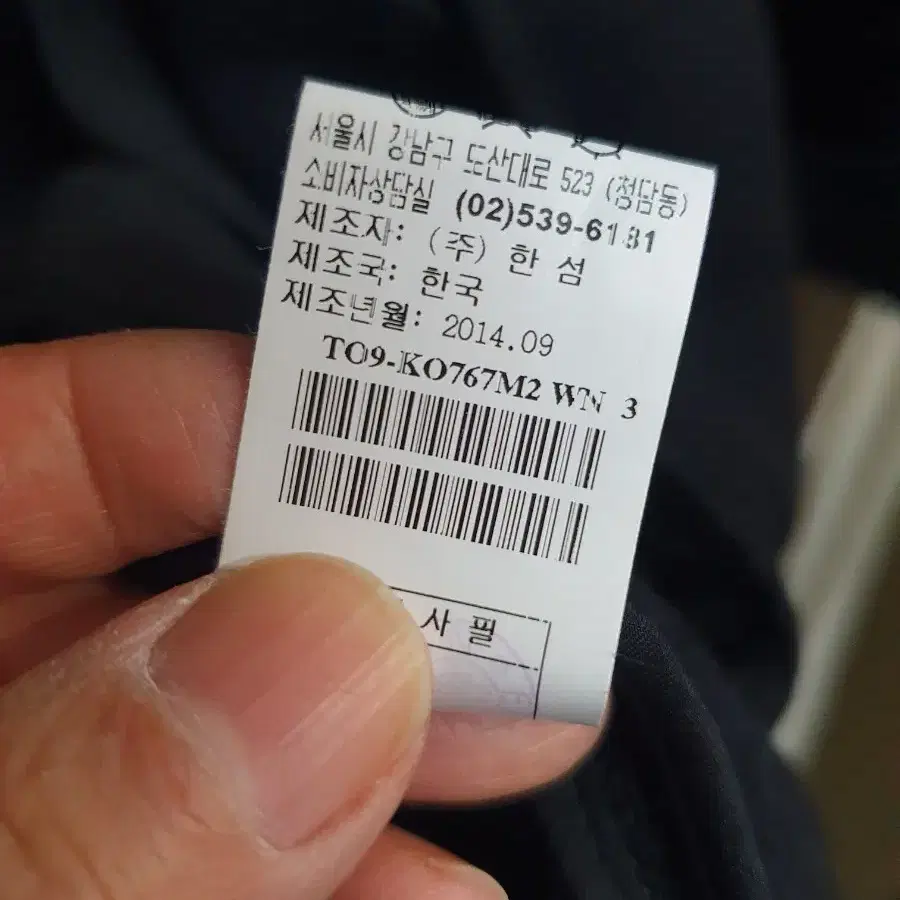 서울시 강남구 도산대로 523 (청담동)
소비자상담실 (02)539-6181
제조자: (주) 한 섬
제조국: 한국
제조년월: 2014.09
TO9-KO767M2 WN 3
사 필